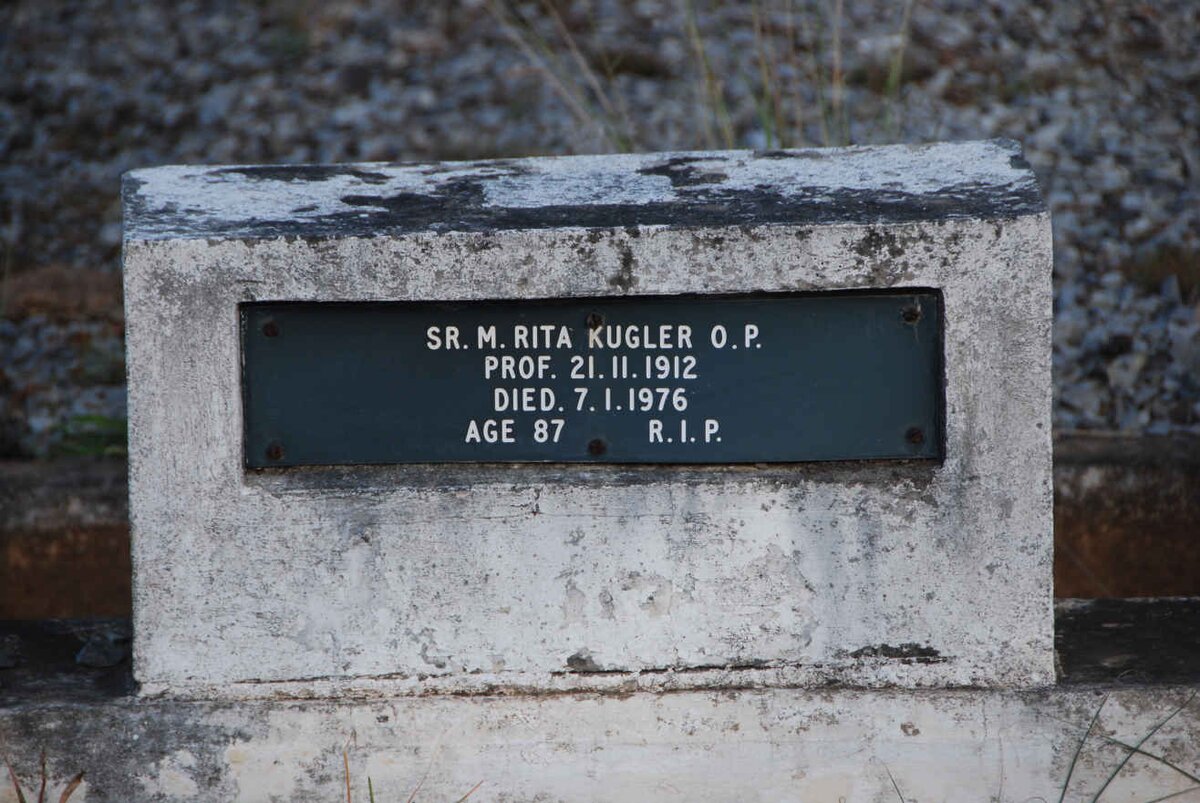 SR. M. RITA KUGLER O.P.
PROF. 21.11.1912
DIED. 7.1.1976
AGE 87 R.I.P.